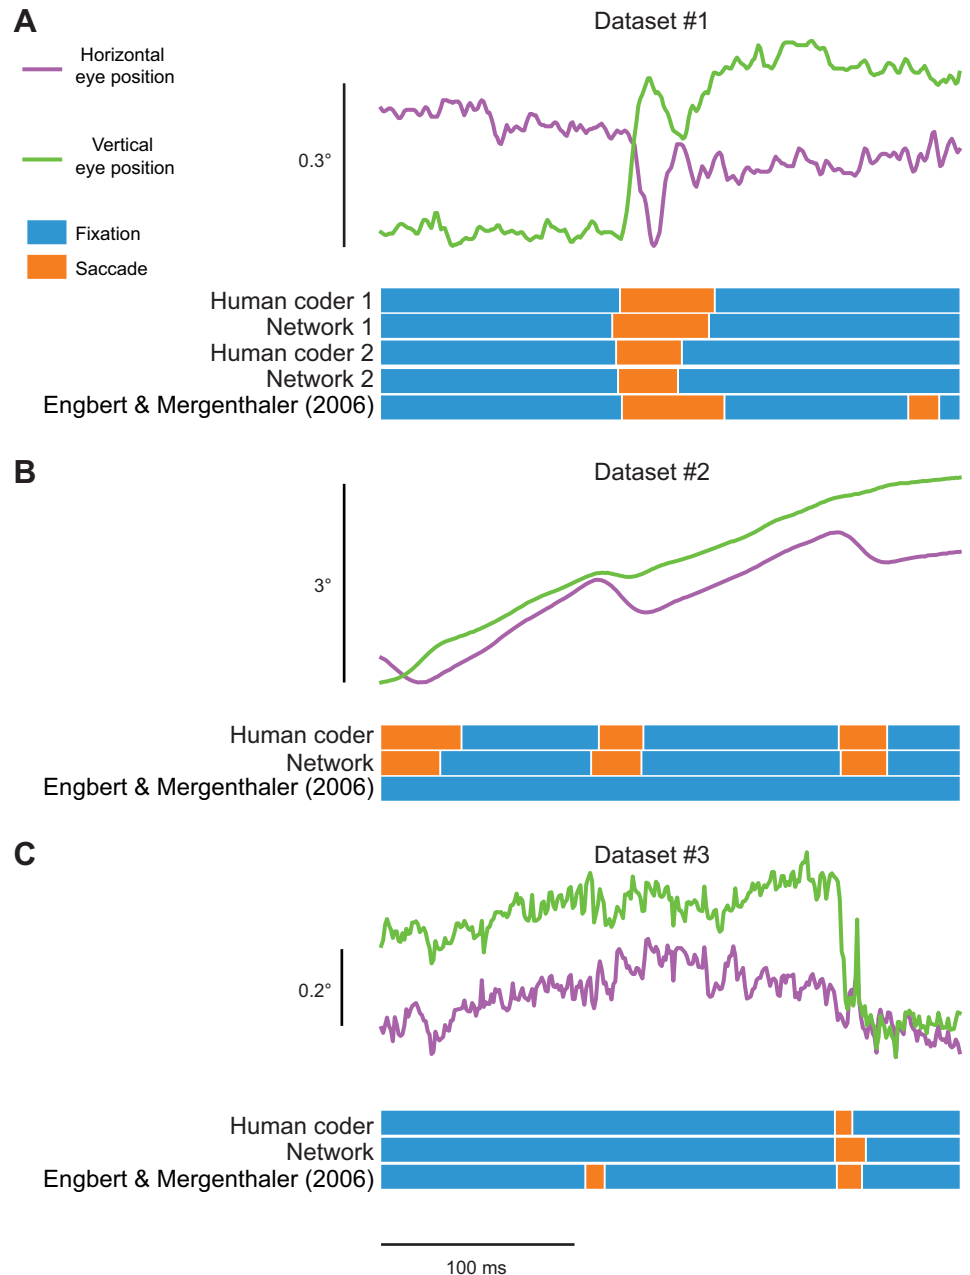 A
Dataset #1
Horizontal
eye position
Vertical
eye position
0.3°
Fixation
Saccade
Human coder 1
Network 1
Human coder 2
Network 2
Engbert & Mergenthaler (2006)
B
Dataset #2
3°
Human coder
Network
Engbert & Mergenthaler (2006)
C
Dataset #3
0.2°
Human coder
Network
Engbert & Mergenthaler (2006)
100 ms